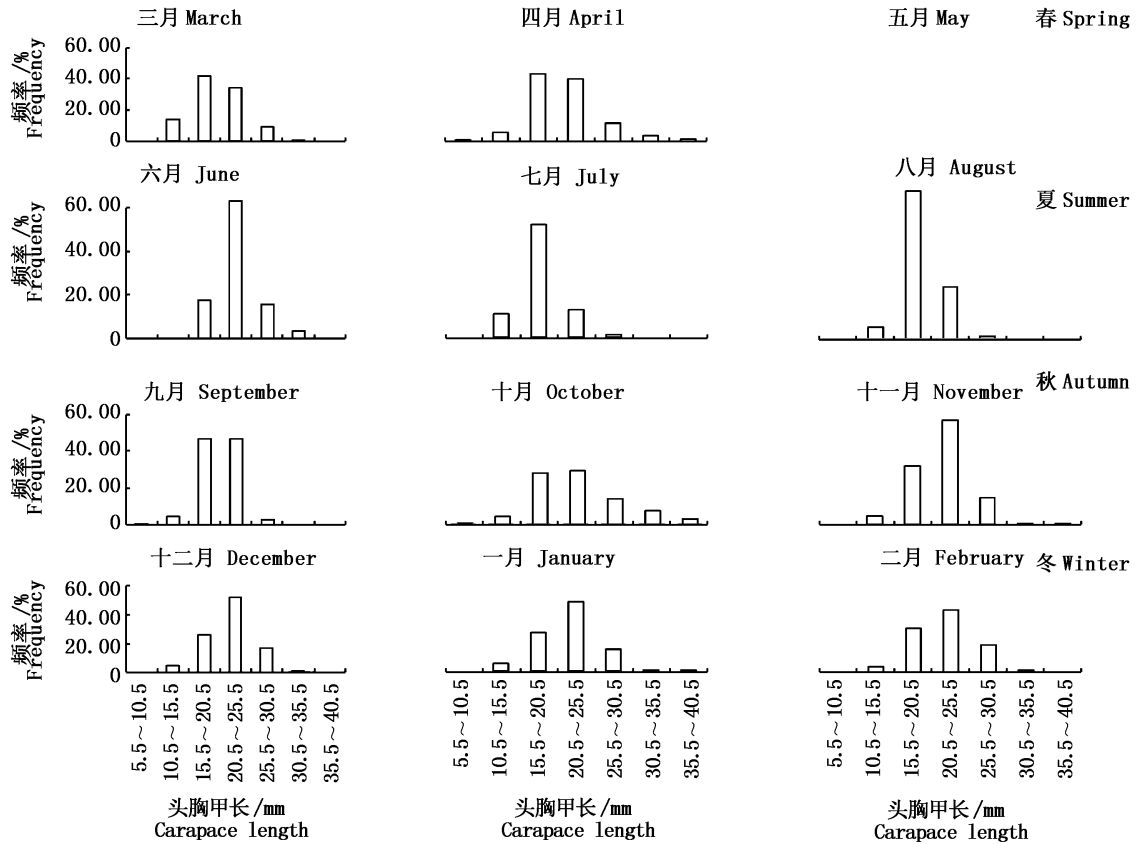 三月 March
四月 April
五月 May
春 Spring
频率/%
Frequency
60.00
40.00
20.00
0
六月 June
七月 July
八月 August
夏 Summer
频率/%
Frequency
60.00
40.00
20.00
0
九月 September
十月 October
十一月 November
秋 Autumn
频率/%
Frequency
60.00
40.00
20.00
0
十二月 December
一月 January
二月 February
冬 Winter
频率/%
Frequency
60.00
40.00
20.00
0
5.5~10.5
10.5~15.5
15.5~20.5
20.5~25.5
25.5~30.5
30.5~35.5
35.5~40.5
5.5~10.5
10.5~15.5
15.5~20.5
20.5~25.5
25.5~30.5
30.5~35.5
35.5~40.5
5.5~10.5
10.5~15.5
15.5~20.5
20.5~25.5
25.5~30.5
30.5~35.5
35.5~40.5
头胸甲长/mm
Carapace length
头胸甲长/mm
Carapace length
头胸甲长/mm
Carapace length